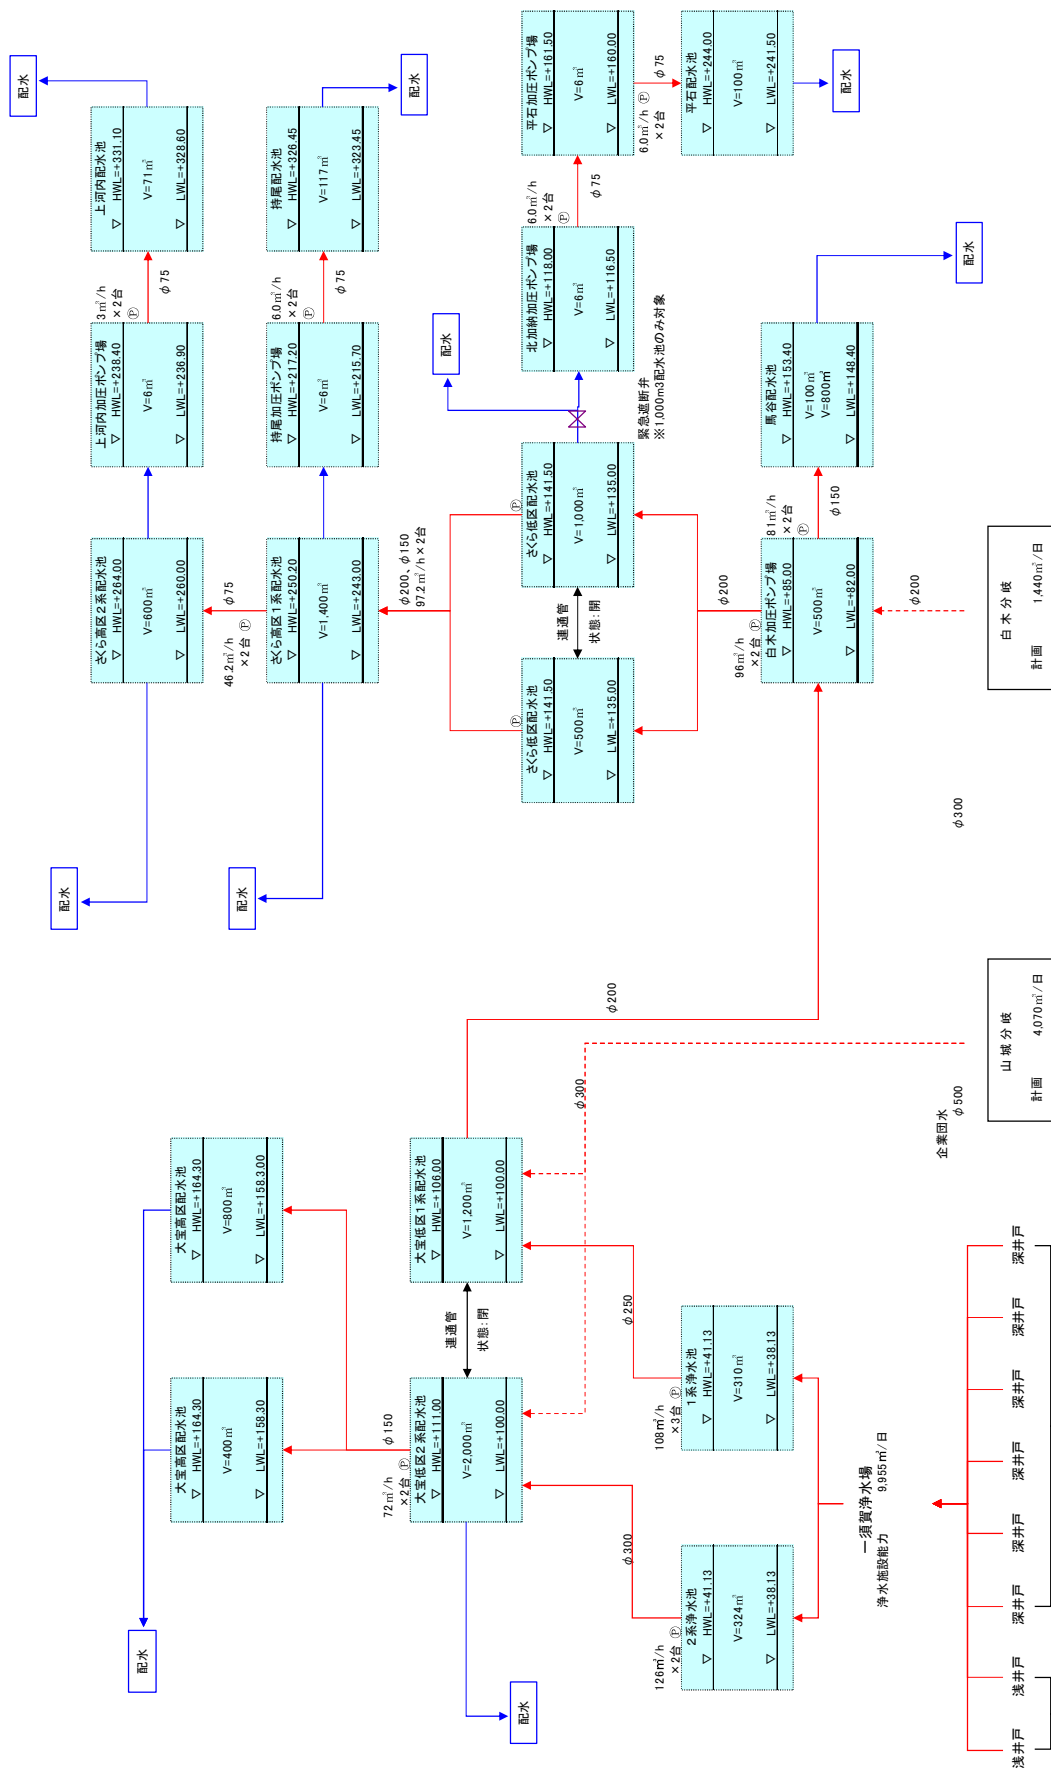 配水
上河内配水池
HWL=+331.10
V=71㎥
LWL=+328.60
φ75
3㎥/h
×2台
Ⓟ
上河内加圧ポンプ場
HWL=+238.40
V=6㎥
LWL=+236.90
さくら高区2系配水池
HWL=+264.00
V=600㎥
LWL=+260.00
配水
φ75
46.2㎥/h
×2台 Ⓟ
配水
持尾配水池
HWL=+326.45
V=117㎥
LWL=+323.45
φ75
6.0㎥/h
×2台
Ⓟ
持尾加圧ポンプ場
HWL=+217.20
V=6㎥
LWL=+215.70
さくら高区1系配水池
HWL=+250.20
V=1,400㎥
LWL=+243.00
配水
φ200、φ150
97.2㎥/h×2台
平石加圧ポンプ場
HWL=+161.50
V=6㎥
LWL=+160.00
φ75
6.0㎥/h Ⓟ
×2台
平石配水池
HWL=+244.00
V=100㎥
LWL=+241.50
配水
φ75
6.0㎥/h
×2台
Ⓟ
北加納加圧ポンプ場
HWL=+118.00
V=6㎥
LWL=+116.50
配水
緊急遮断弁
※1,000m3配水池のみ対象
Ⓟ
さくら低区配水池
HWL=+141.50
V=1,000㎥
LWL=+135.00
連通管
状態:開
Ⓟ
さくら低区配水池
HWL=+141.50
V=500㎥
LWL=+135.00
φ200
配水
馬谷配水池
HWL=+153.40
V=100㎥
V=800㎥
LWL=+148.40
φ150
81㎥/h
×2台
Ⓟ
96㎥/h
×2台 Ⓟ
白木加圧ポンプ場
HWL=+85.00
V=500㎥
LWL=+82.00
φ200
白木分岐
計画 1,440㎥/日
φ300
φ200
山城分岐
計画 4,070㎥/日
企業団水
φ500
φ300
大宝高区配水池
HWL=+164.30
V=800㎥
LWL=+158.3.00
大宝高区配水池
HWL=+164.30
V=400㎥
LWL=+158.30
配水
φ150
72㎥/h
×2台 Ⓟ
大宝低区1系配水池
HWL=+106.00
V=1,200㎥
LWL=+100.00
連通管
状態:閉
大宝低区2系配水池
HWL=+111.00
V=2,000㎥
LWL=+100.00
配水
φ250
φ300
108㎥/h
×3台 Ⓟ
1系浄水池
HWL=+41.13
V=310㎥
LWL=+38.13
126㎥/h
×2台 Ⓟ
2系浄水池
HWL=+41.13
V=324㎥
LWL=+38.13
一須賀浄水場
浄水施設能力 9,955㎥/日
浅井戸
浅井戸
深井戸
深井戸
深井戸
深井戸
深井戸
深井戸